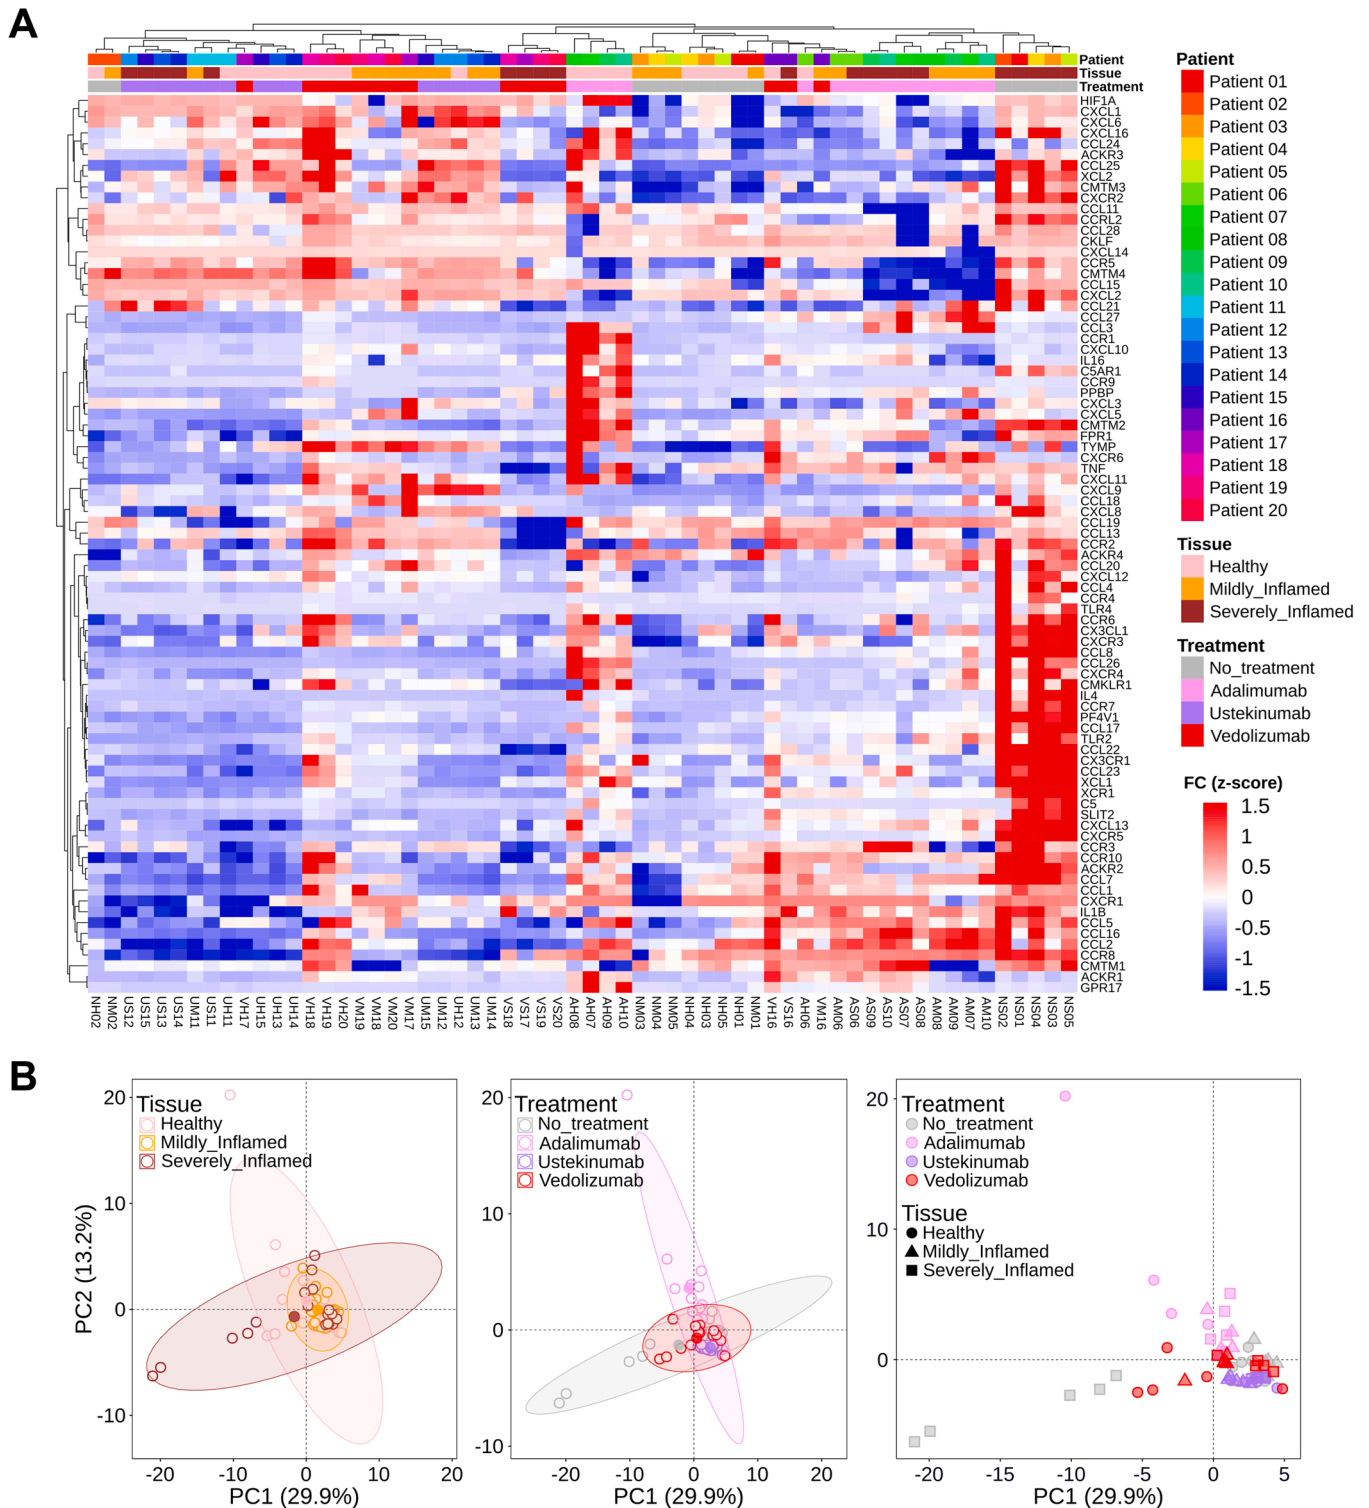 A
Patient
Tissue
Treatment
HIF1A
CXCL1
CXCL6
CXCL16
CCL24
ACKR3
CCL25
XCL2
CMTM3
CXCR2
CCL11
CCRL2
CCL28
CKLF
CXCL14
CCR5
CMTM4
CCL15
CXCL2
CCL21
CCL27
CCL3
CCR1
CXCL10
IL16
C5AR1
CCR9
PPBP
CXCL3
CXCL5
CMTM2
FPR1
TYMP
CXCR6
TNF
CXCL11
CXCL9
CCL18
CXCL8
CCL19
CCL13
CCR2
ACKR4
CCL20
CXCL12
CCL4
CCR4
TLR4
CCR6
CX3CL1
CXCR3
CCL8
CCL26
CXCR4
CMKLR1
IL4
CCR7
PF4V1
CCL17
TLR2
CCL22
CX3CR1
CCL23
XCL1
XCR1
C5
SLIT2
CXCL13
CXCR5
CCR3
CCR10
ACKR2
CCL7
CCL1
CXCR1
IL1B
CCL5
CCL16
CCL2
CCR8
CMTM1
ACKR1
GPR17
NH02 NM02 US12 US15 US13 US14 UM11 US11 UH11 VH17 UH15 UH13 UH14 VH18 VH19 VH20 VM19 VM18 VM20 VM17 UM15 UM12 UH12 UM13 UM14 VS18 VS17 VS19 VS20 AH08 AH07 AH09 AH10 NM03 NM04 NM05 NH04 NH03 NH05 NH01 NM01 VH16 VS16 AH06 VM16 AM06 AS06 AS09 AS10 AS07 AS08 AM08 AM09 AM07 AM10 NS02 NS01 NS04 NS03 NS05
Patient
Patient 01
Patient 02
Patient 03
Patient 04
Patient 05
Patient 06
Patient 07
Patient 08
Patient 09
Patient 10
Patient 11
Patient 12
Patient 13
Patient 14
Patient 15
Patient 16
Patient 17
Patient 18
Patient 19
Patient 20
Tissue
Healthy
Mildly_Inflamed
Severely_Inflamed
Treatment
No_treatment
Adalimumab
Ustekinumab
Vedolizumab
FC (z-score)
1.5
1
0.5
0
-0.5
-1
-1.5
B
Tissue
Healthy
Mildly_Inflamed
Severely_Inflamed
20
10
0
-10
PC2 (13.2%)
-20 -10 0 10 20
PC1 (29.9%)
Treatment
No_treatment
Adalimumab
Ustekinumab
Vedolizumab
20
10
0
-10
-20 -10 0 10 20
PC1 (29.9%)
Treatment
No_treatment
Adalimumab
Ustekinumab
Vedolizumab
Tissue
Healthy
Mildly_Inflamed
Severely_Inflamed
20
10
0
-20 -15 -10 -5 0 5
PC1 (29.9%)